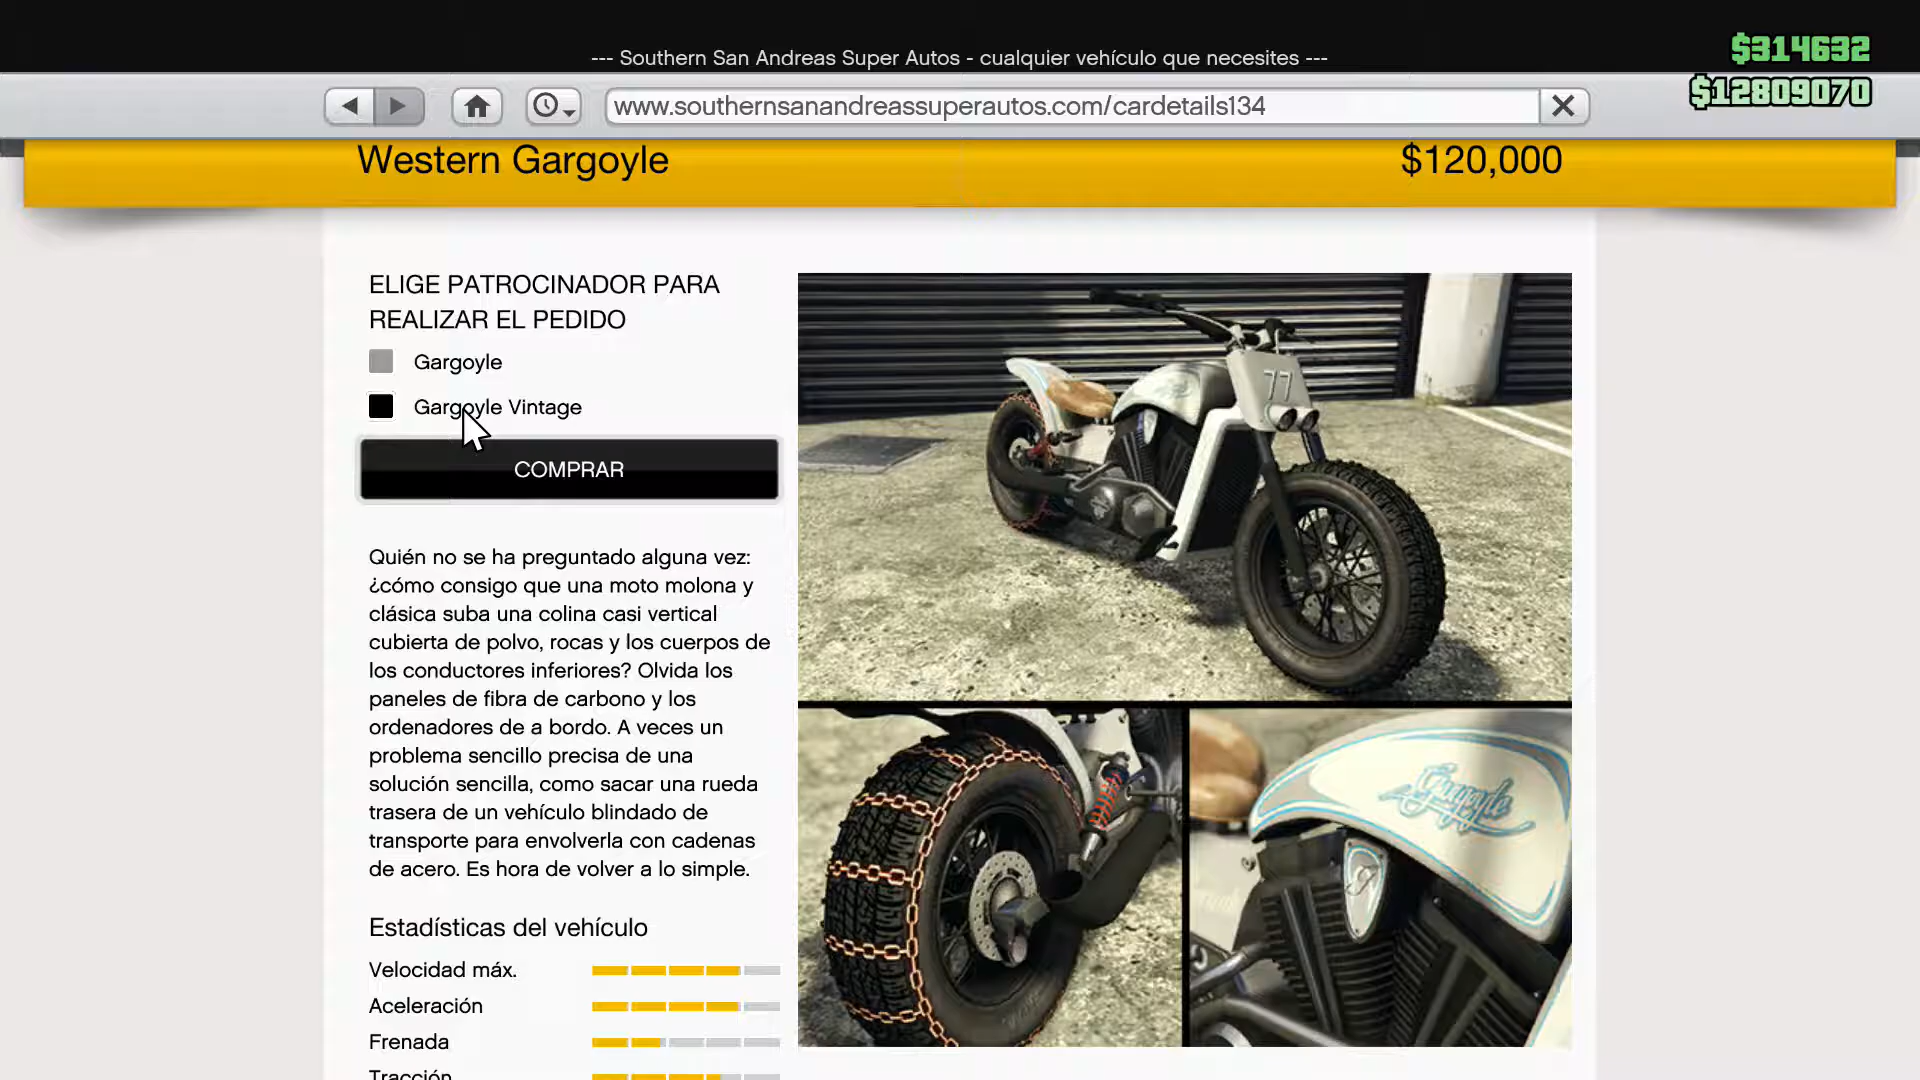 --- Southern San Andreas Super Autos - cualquier vehículo que necesites ---
$314632
$12809070
www.southernsanandreassuperautos.com/cardetails134
Western Gargoyle
$120,000
ELIGE PATROCINADOR PARA
REALIZAR EL PEDIDO
Gargoyle
Gargoyle Vintage
COMPRAR
Quién no se ha preguntado alguna vez:
¿cómo consigo que una moto molona y
clásica suba una colina casi vertical
cubierta de polvo, rocas y los cuerpos de
los conductores inferiores? Olvida los
paneles de fibra de carbono y los
ordenadores de a bordo. A veces un
problema sencillo precisa de una
solución sencilla, como sacar una rueda
trasera de un vehículo blindado de
transporte para envolverla con cadenas
de acero. Es hora de volver a lo simple.
Estadísticas del vehículo
Velocidad máx.
Aceleración
Frenada
Tracción
77
Gargoyle